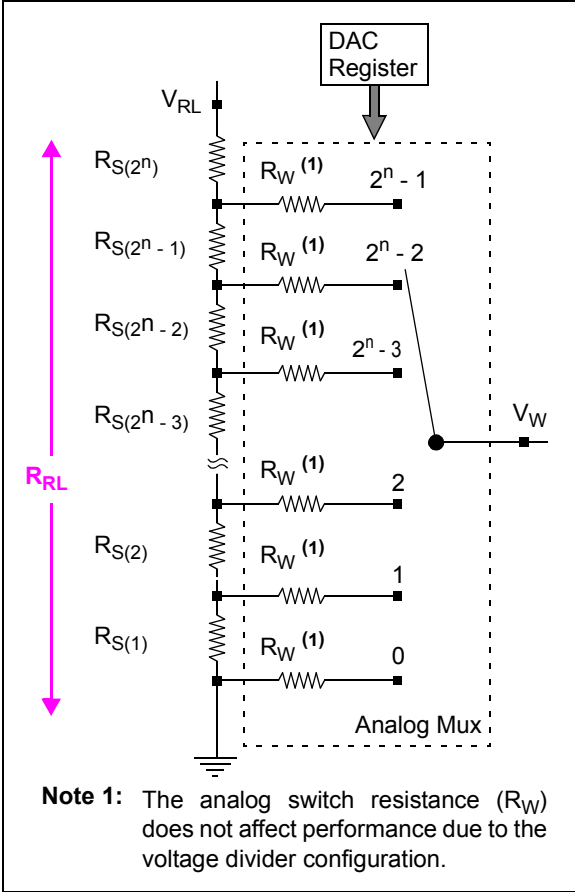 DAC
Register
V_RL
R_S(2^n)
R_W (1)
2^n - 1
R_S(2^n - 1)
R_W (1)
2^n - 2
R_S(2^n - 2)
R_W (1)
2^n - 3
R_S(2^n - 3)
V_W
R_RL
R_W (1)
2
R_S(2)
R_W (1)
1
R_S(1)
R_W (1)
0
Analog Mux
Note 1: The analog switch resistance (R_W)
does not affect performance due to the
voltage divider configuration.